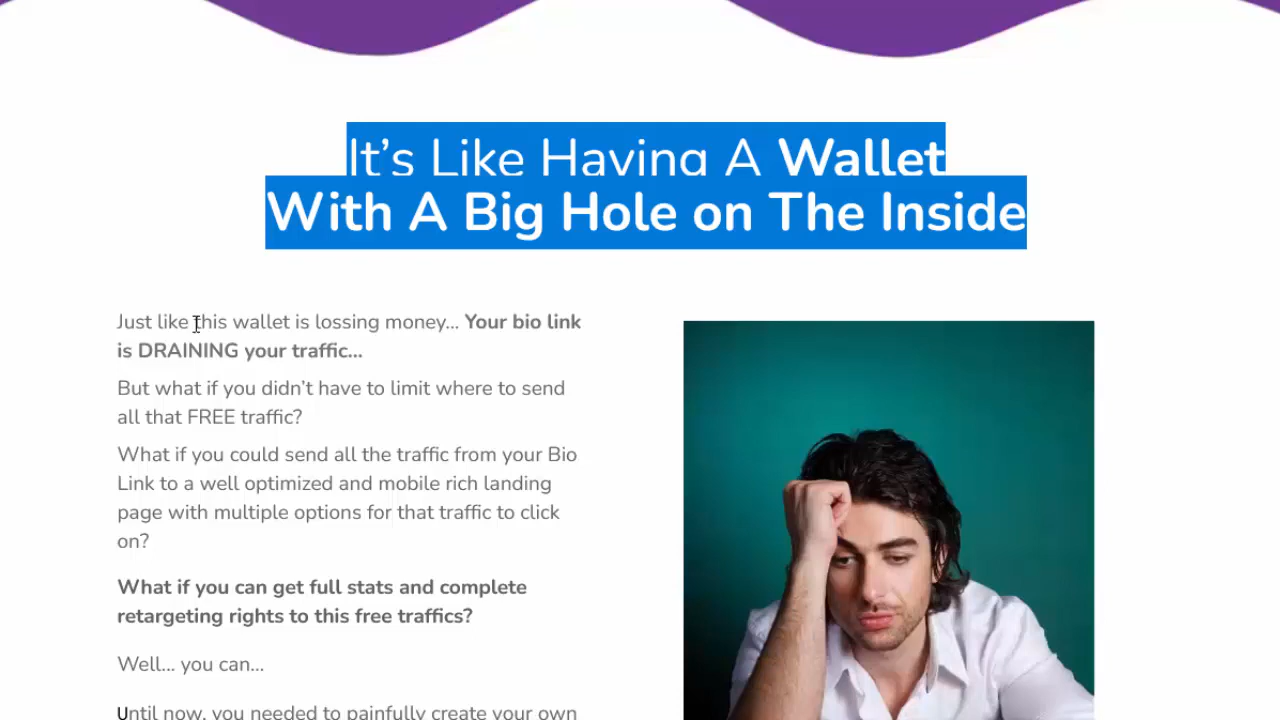 It’s Like Having A Wallet
With A Big Hole on The Inside
Just like this wallet is lossing money... Your bio link
is DRAINING your traffic...
But what if you didn’t have to limit where to send
all that FREE traffic?
What if you could send all the traffic from your Bio
Link to a well optimized and mobile rich landing
page with multiple options for that traffic to click
on?
What if you can get full stats and complete
retargeting rights to this free traffics?
Well... you can...
Until now, you needed to painfully create your own